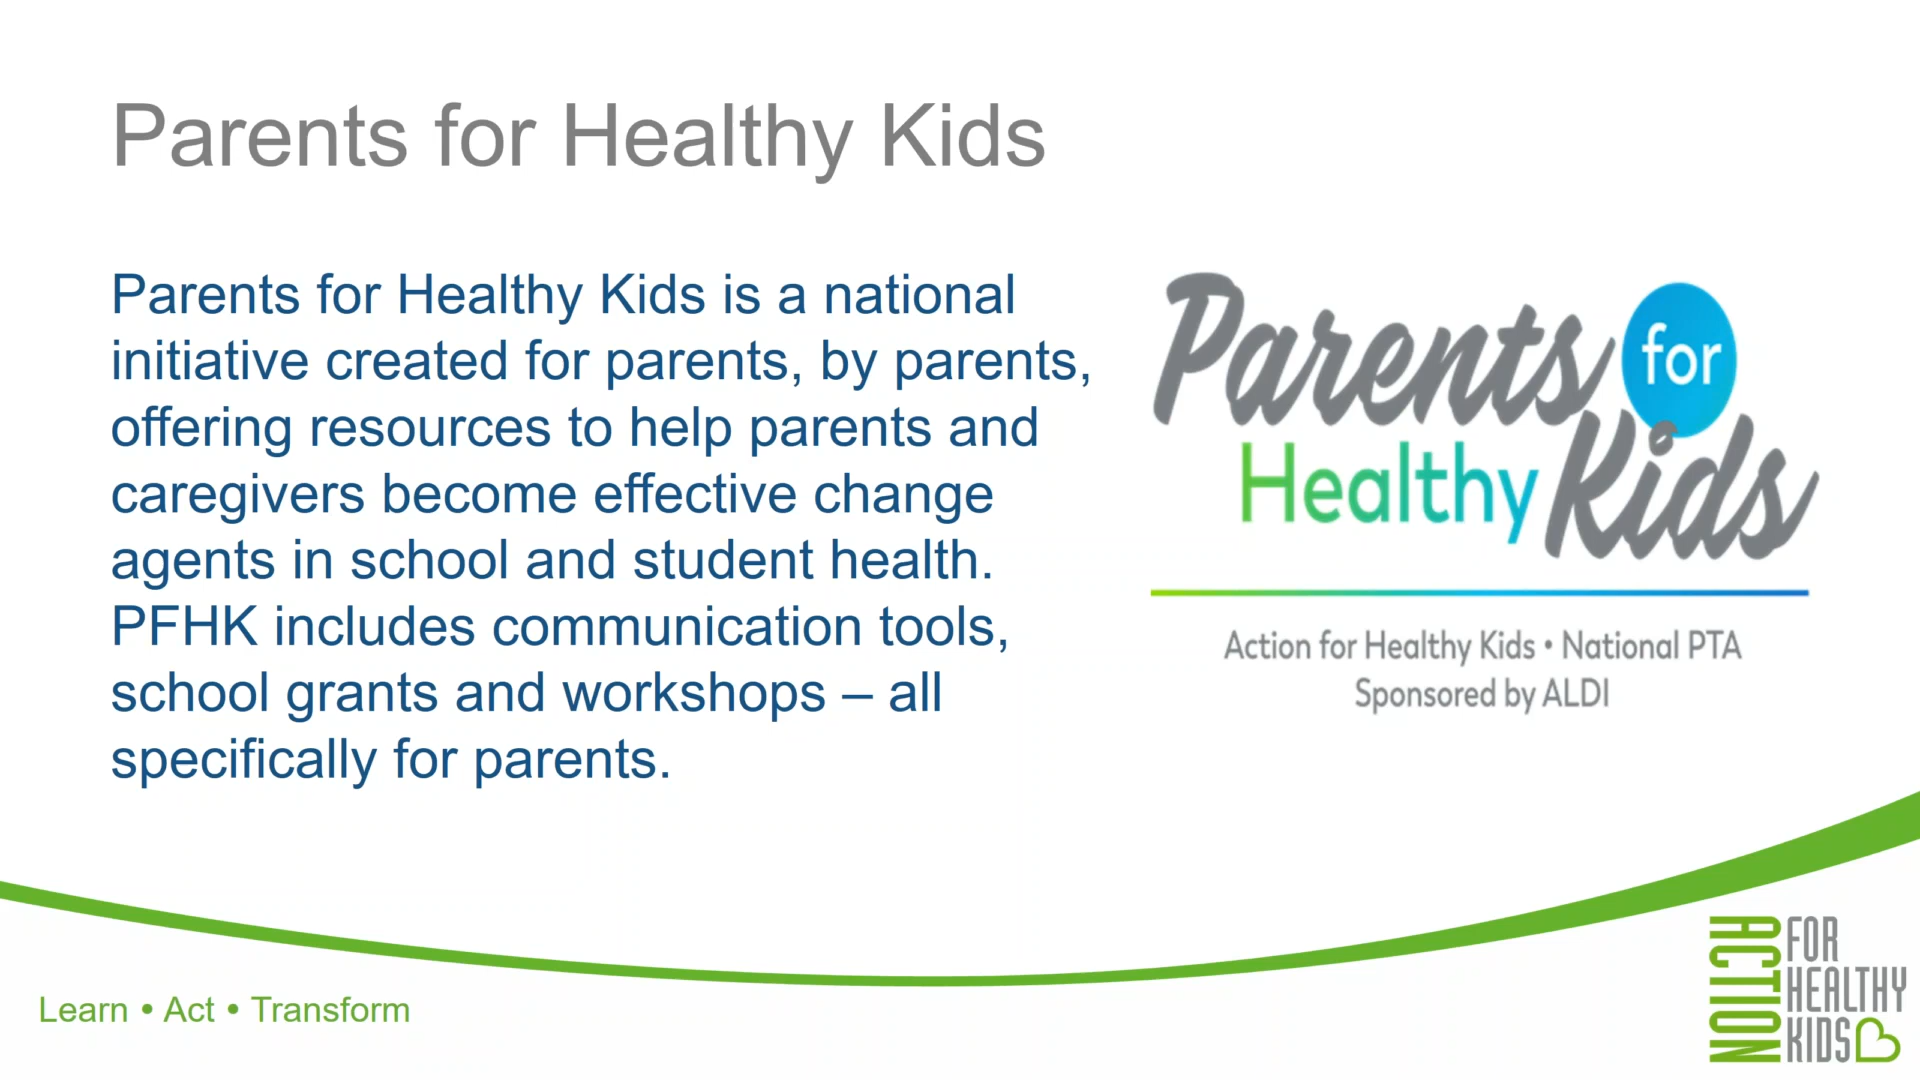 Parents for Healthy Kids
Parents for Healthy Kids is a national
initiative created for parents, by parents,
offering resources to help parents and
caregivers become effective change
agents in school and student health.
PFHK includes communication tools,
school grants and workshops – all
specifically for parents.
Parents for
Healthy Kids
Action for Healthy Kids • National PTA
Sponsored by ALDI
Learn • Act • Transform
ACTION
FOR
HEALTHY
KIDS